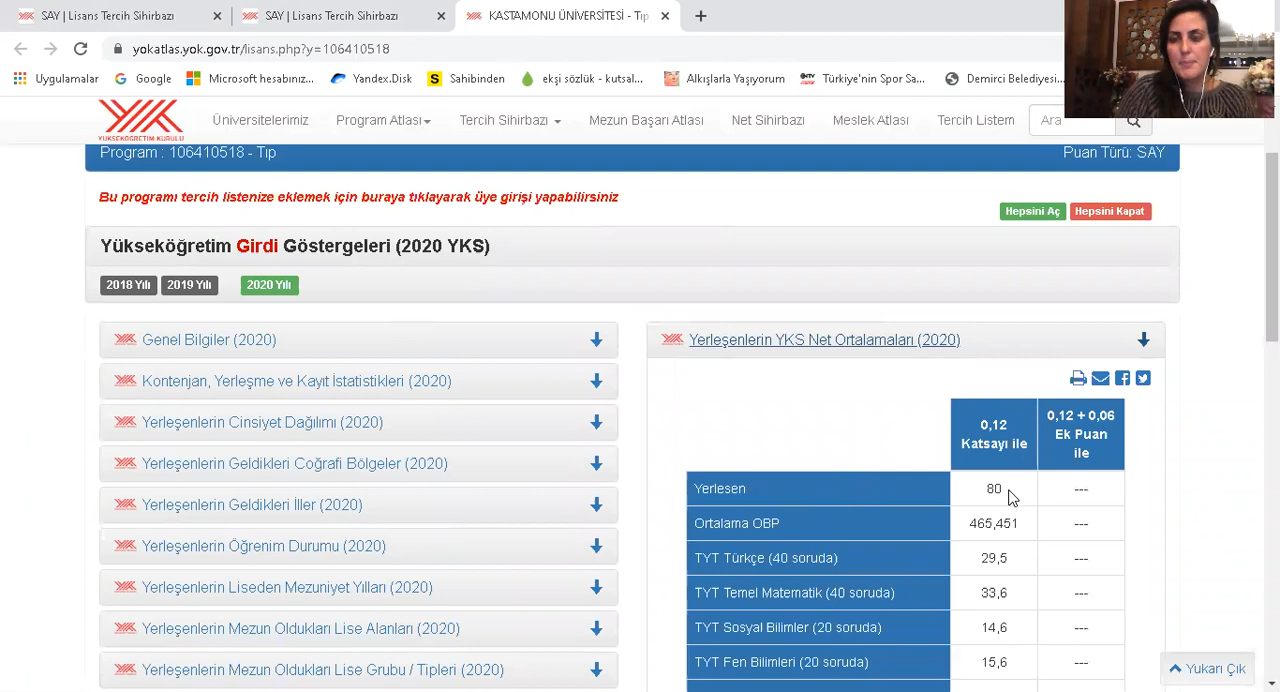 SAY | Lisans Tercih Sihirbazı
SAY | Lisans Tercih Sihirbazı
KASTAMONU ÜNİVERSİTESİ - Tıp
yokatlas.yok.gov.tr/lisans.php?y=106410518
Uygulamalar
Google
Microsoft hesabınız...
Yandex.Disk
Sahibinden
ekşi sözlük - kutsal...
Alkışlarla Yaşıyorum
Türkiye'nin Spor Sa...
Demirci Belediyesi...
YÜKSEKÖĞRETİM KURULU
Üniversitelerimiz
Program Atlası
Tercih Sihirbazı
Mezun Başarı Atlası
Net Sihirbazı
Meslek Atlası
Tercih Listem
Ara
Program : 106410518 - Tıp
Puan Türü: SAY
Bu programı tercih listenize eklemek için buraya tıklayarak üye girişi yapabilirsiniz
Hepsini Aç
Hepsini Kapat
Yükseköğretim Girdi Göstergeleri (2020 YKS)
2018 Yılı
2019 Yılı
2020 Yılı
Genel Bilgiler (2020)
Kontenjan, Yerleşme ve Kayıt İstatistikleri (2020)
Yerleşenlerin Cinsiyet Dağılımı (2020)
Yerleşenlerin Geldikleri Coğrafi Bölgeler (2020)
Yerleşenlerin Geldikleri İller (2020)
Yerleşenlerin Öğrenim Durumu (2020)
Yerleşenlerin Liseden Mezuniyet Yılları (2020)
Yerleşenlerin Mezun Oldukları Lise Alanları (2020)
Yerleşenlerin Mezun Oldukları Lise Grubu / Tipleri (2020)
Yerleşenlerin YKS Net Ortalamaları (2020)
0,12
Katsayı ile
0,12 + 0,06
Ek Puan
ile
Yerlesen 80 ---
Ortalama OBP 465,451 ---
TYT Türkçe (40 soruda) 29,5 ---
TYT Temel Matematik (40 soruda) 33,6 ---
TYT Sosyal Bilimler (20 soruda) 14,6 ---
TYT Fen Bilimleri (20 soruda) 15,6 ---
Yukarı Çık